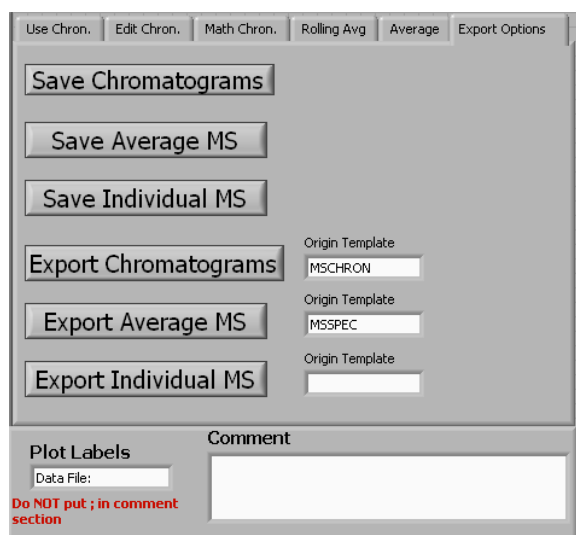 Use Chron. Edit Chron. Math Chron. Rolling Avg Average Export Options
Save Chromatograms
Save Average MS
Save Individual MS
Origin Template
Export Chromatograms MSCHRON
Origin Template
Export Average MS MSSPEC
Origin Template
Export Individual MS
Plot Labels Comment
Data File:
Do NOT put ; in comment
section